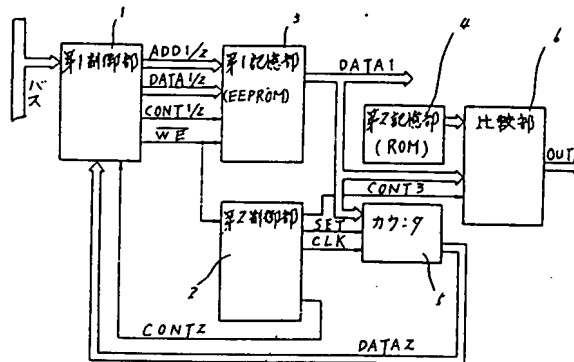 1
3
4
6
バス
第1制御部
ADD1/2
DATA1/2
CONT1/2
WE
第1記憶部
(EEPROM)
DATA1
第2記憶部
(ROM)
比較部
OUT
CONT3
第2制御部
SET
CLK
カウンタ
2
5
CONT2
DATA2